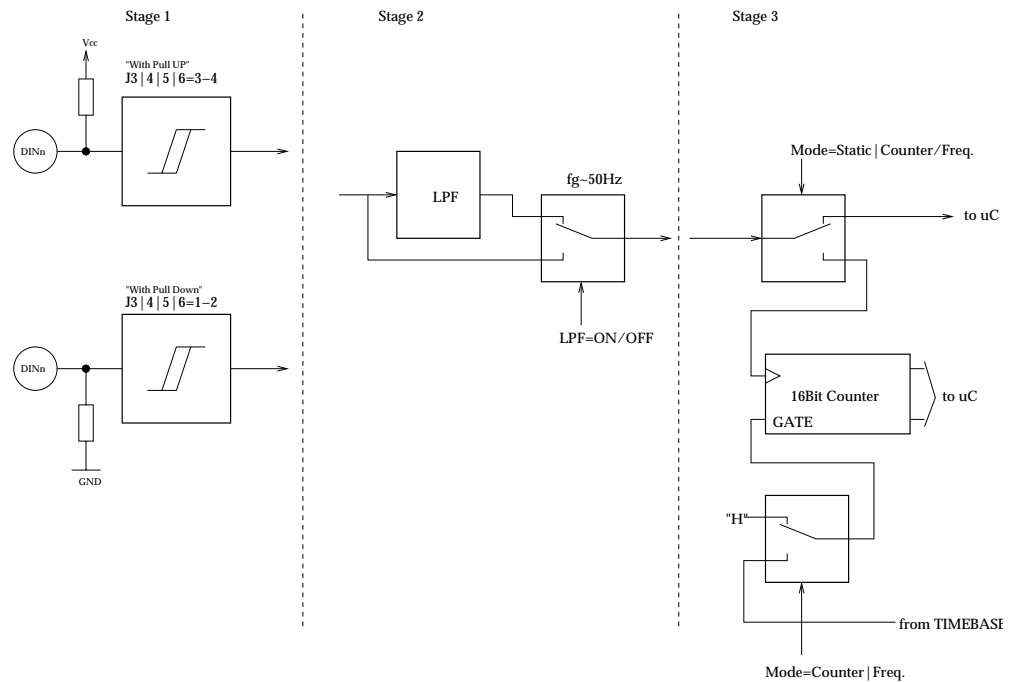 Stage 1
Stage 2
Stage 3
Vcc
"With Pull UP"
J3|4|5|6=3−4
DINn
"With Pull Down"
J3|4|5|6=1−2
DINn
GND
LPF
fg~50Hz
LPF=ON/OFF
Mode=Static|Counter/Freq.
to uC
16Bit Counter
GATE
to uC
"H"
from TIMEBASE
Mode=Counter|Freq.